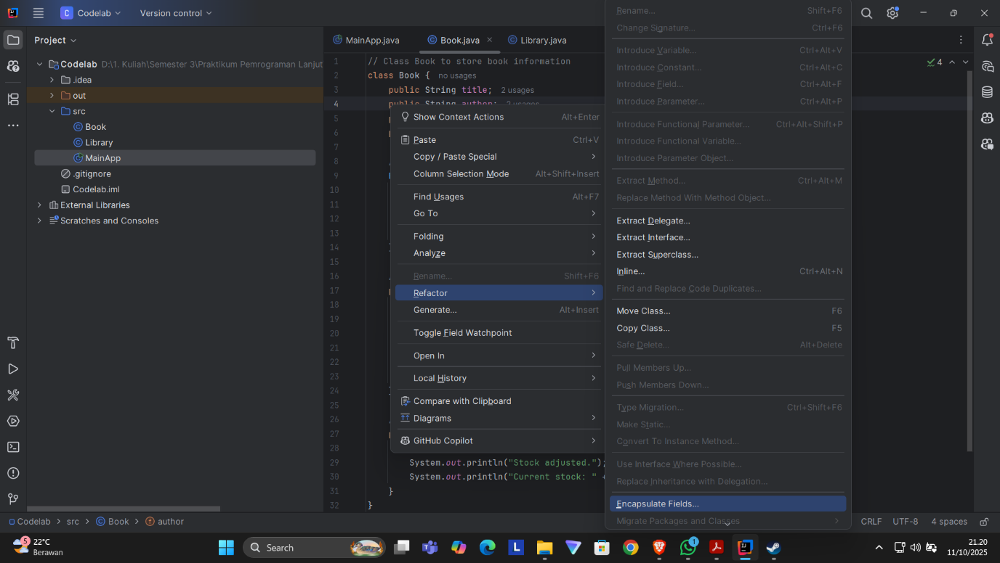 C Codelab Version control
Project
Codelab D:\1. Kuliah\Semester 3\Praktikum Pemrograman Lanjut
.idea
out
src
Book
Library
MainApp
.gitignore
Codelab.iml
External Libraries
Scratches and Consoles
MainApp.java Book.java Library.java
4
1 // Class Book to store book information
2 class Book { no usages
3 public String title; 2 usages
4 public String author; 2 usages
5
6
7
8
9
10
11
12
13
14
15
16
17
18
19
20
21
22
23
24
25
26
27
28
29 System.out.println("Stock adjusted.");
30 System.out.println("Current stock: " +
31 }
32 }
Show Context Actions Alt+Enter
Paste Ctrl+V
Copy / Paste Special
Column Selection Mode Alt+Shift+Insert
Find Usages Alt+F7
Go To
Folding
Analyze
Rename... Shift+F6
Refactor
Generate... Alt+Insert
Toggle Field Watchpoint
Open In
Local History
Compare with Clipboard
Diagrams
GitHub Copilot
Rename... Shift+F6
Change Signature... Ctrl+F6
Introduce Variable... Ctrl+Alt+V
Introduce Constant... Ctrl+Alt+C
Introduce Field... Ctrl+Alt+F
Introduce Parameter... Ctrl+Alt+P
Introduce Functional Parameter... Ctrl+Alt+Shift+P
Introduce Functional Variable...
Introduce Parameter Object...
Extract Method... Ctrl+Alt+M
Replace Method With Method Object...
Extract Delegate...
Extract Interface...
Extract Superclass...
Inline... Ctrl+Alt+N
Find and Replace Code Duplicates...
Move Class... F6
Copy Class... F5
Safe Delete... Alt+Delete
Pull Members Up...
Push Members Down...
Type Migration... Ctrl+Shift+F6
Make Static...
Convert To Instance Method...
Use Interface Where Possible...
Replace Inheritance with Delegation...
Encapsulate Fields...
Migrate Packages and Classes
Codelab src Book author
CRLF UTF-8 4 spaces
5 22°C
Berawan
Search
L
1
21.20
11/10/2025